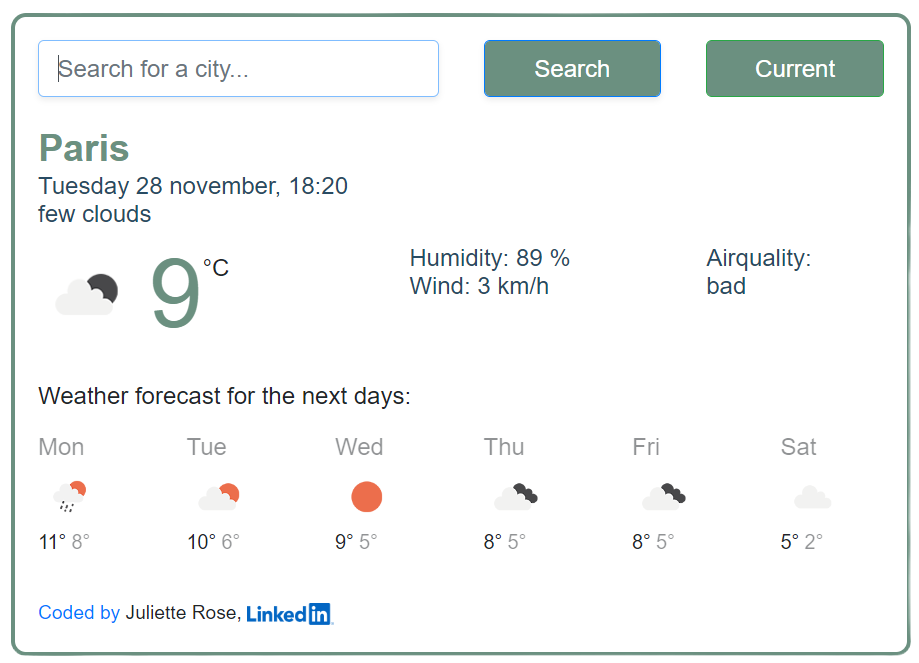 Search for a city...
Search
Current
Paris
Tuesday 28 november, 18:20
few clouds
9 °C
Humidity: 89 %
Wind: 3 km/h
Airquality:
bad
Weather forecast for the next days:
Mon Tue Wed Thu Fri Sat
11° 8° 10° 6° 9° 5° 8° 5° 8° 5° 5° 2°
Coded by Juliette Rose, Linkedin